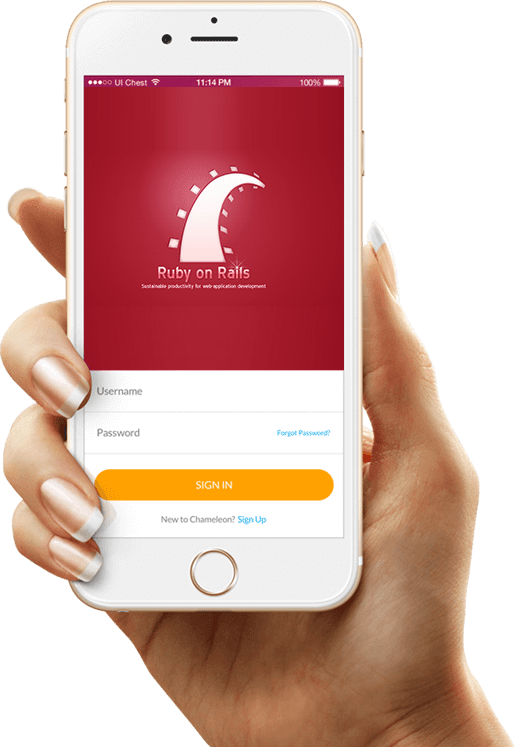 UI Chest 11:14 PM 100%
Ruby on Rails
Sustainable productivity for web-application development
Username
Password Forgot Password?
SIGN IN
New to Chameleon? Sign Up